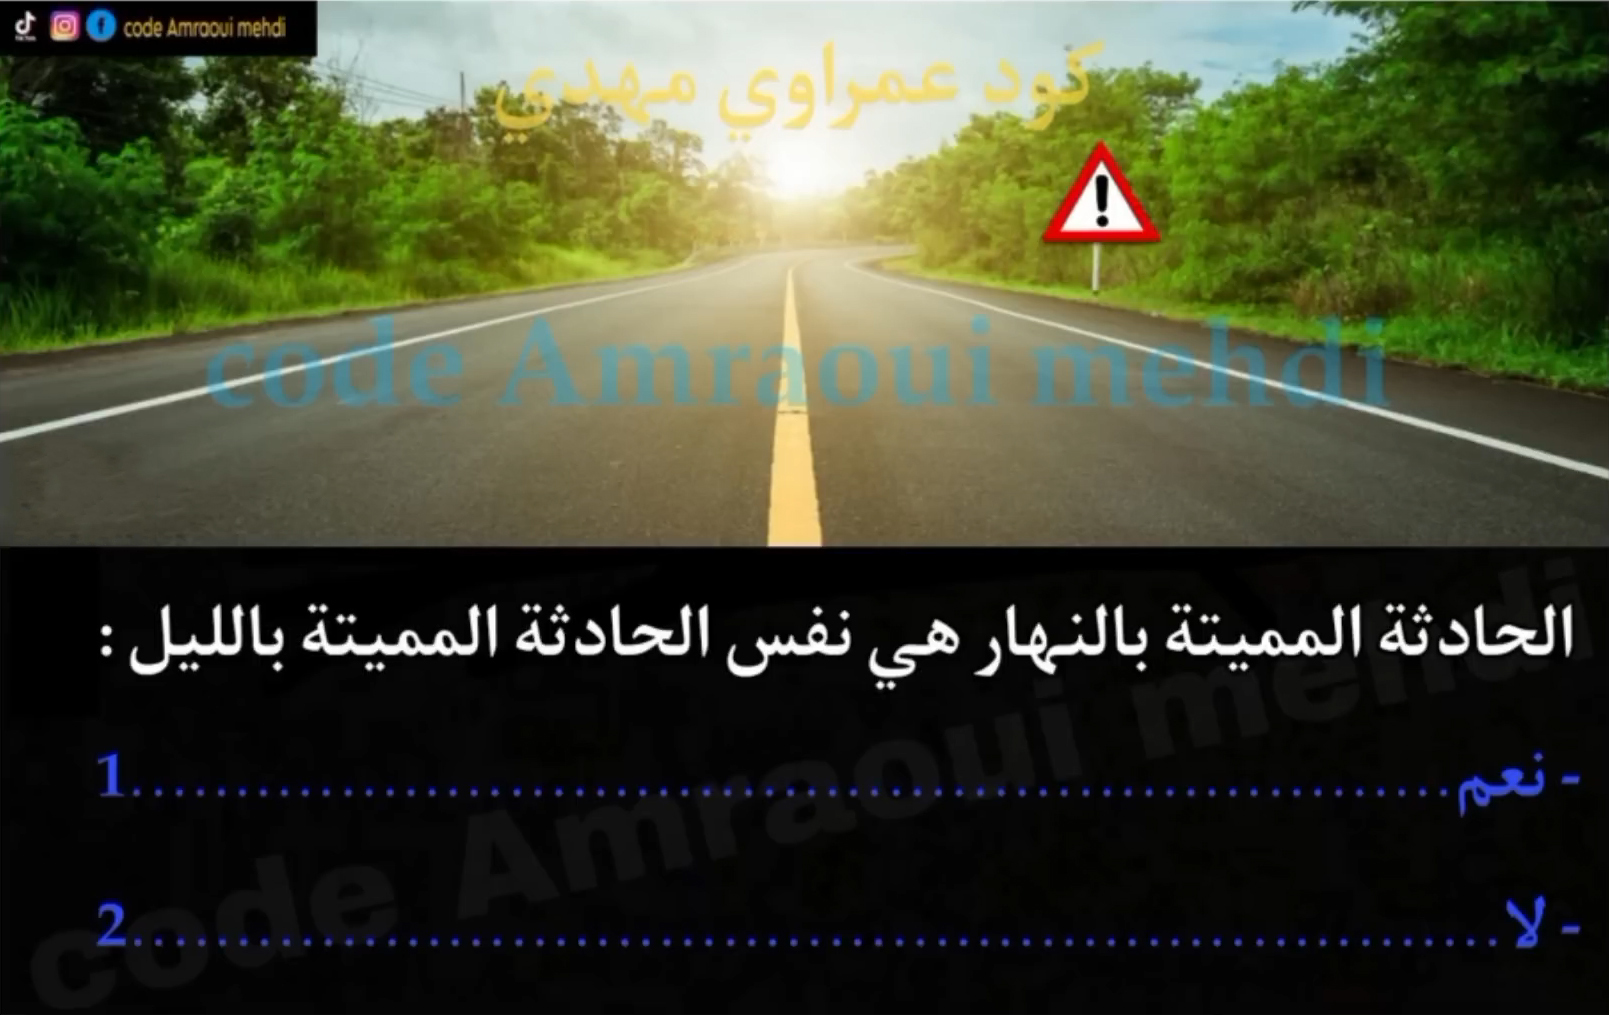 code Amraoui mehdi
كود عمراوي مهدي
code Amraoui mehdi
الحادثة المميتة بالنهار هي نفس الحادثة المميتة بالليل :
- نعم......................................................1
- لا......................................................2
code Amraoui mehdi